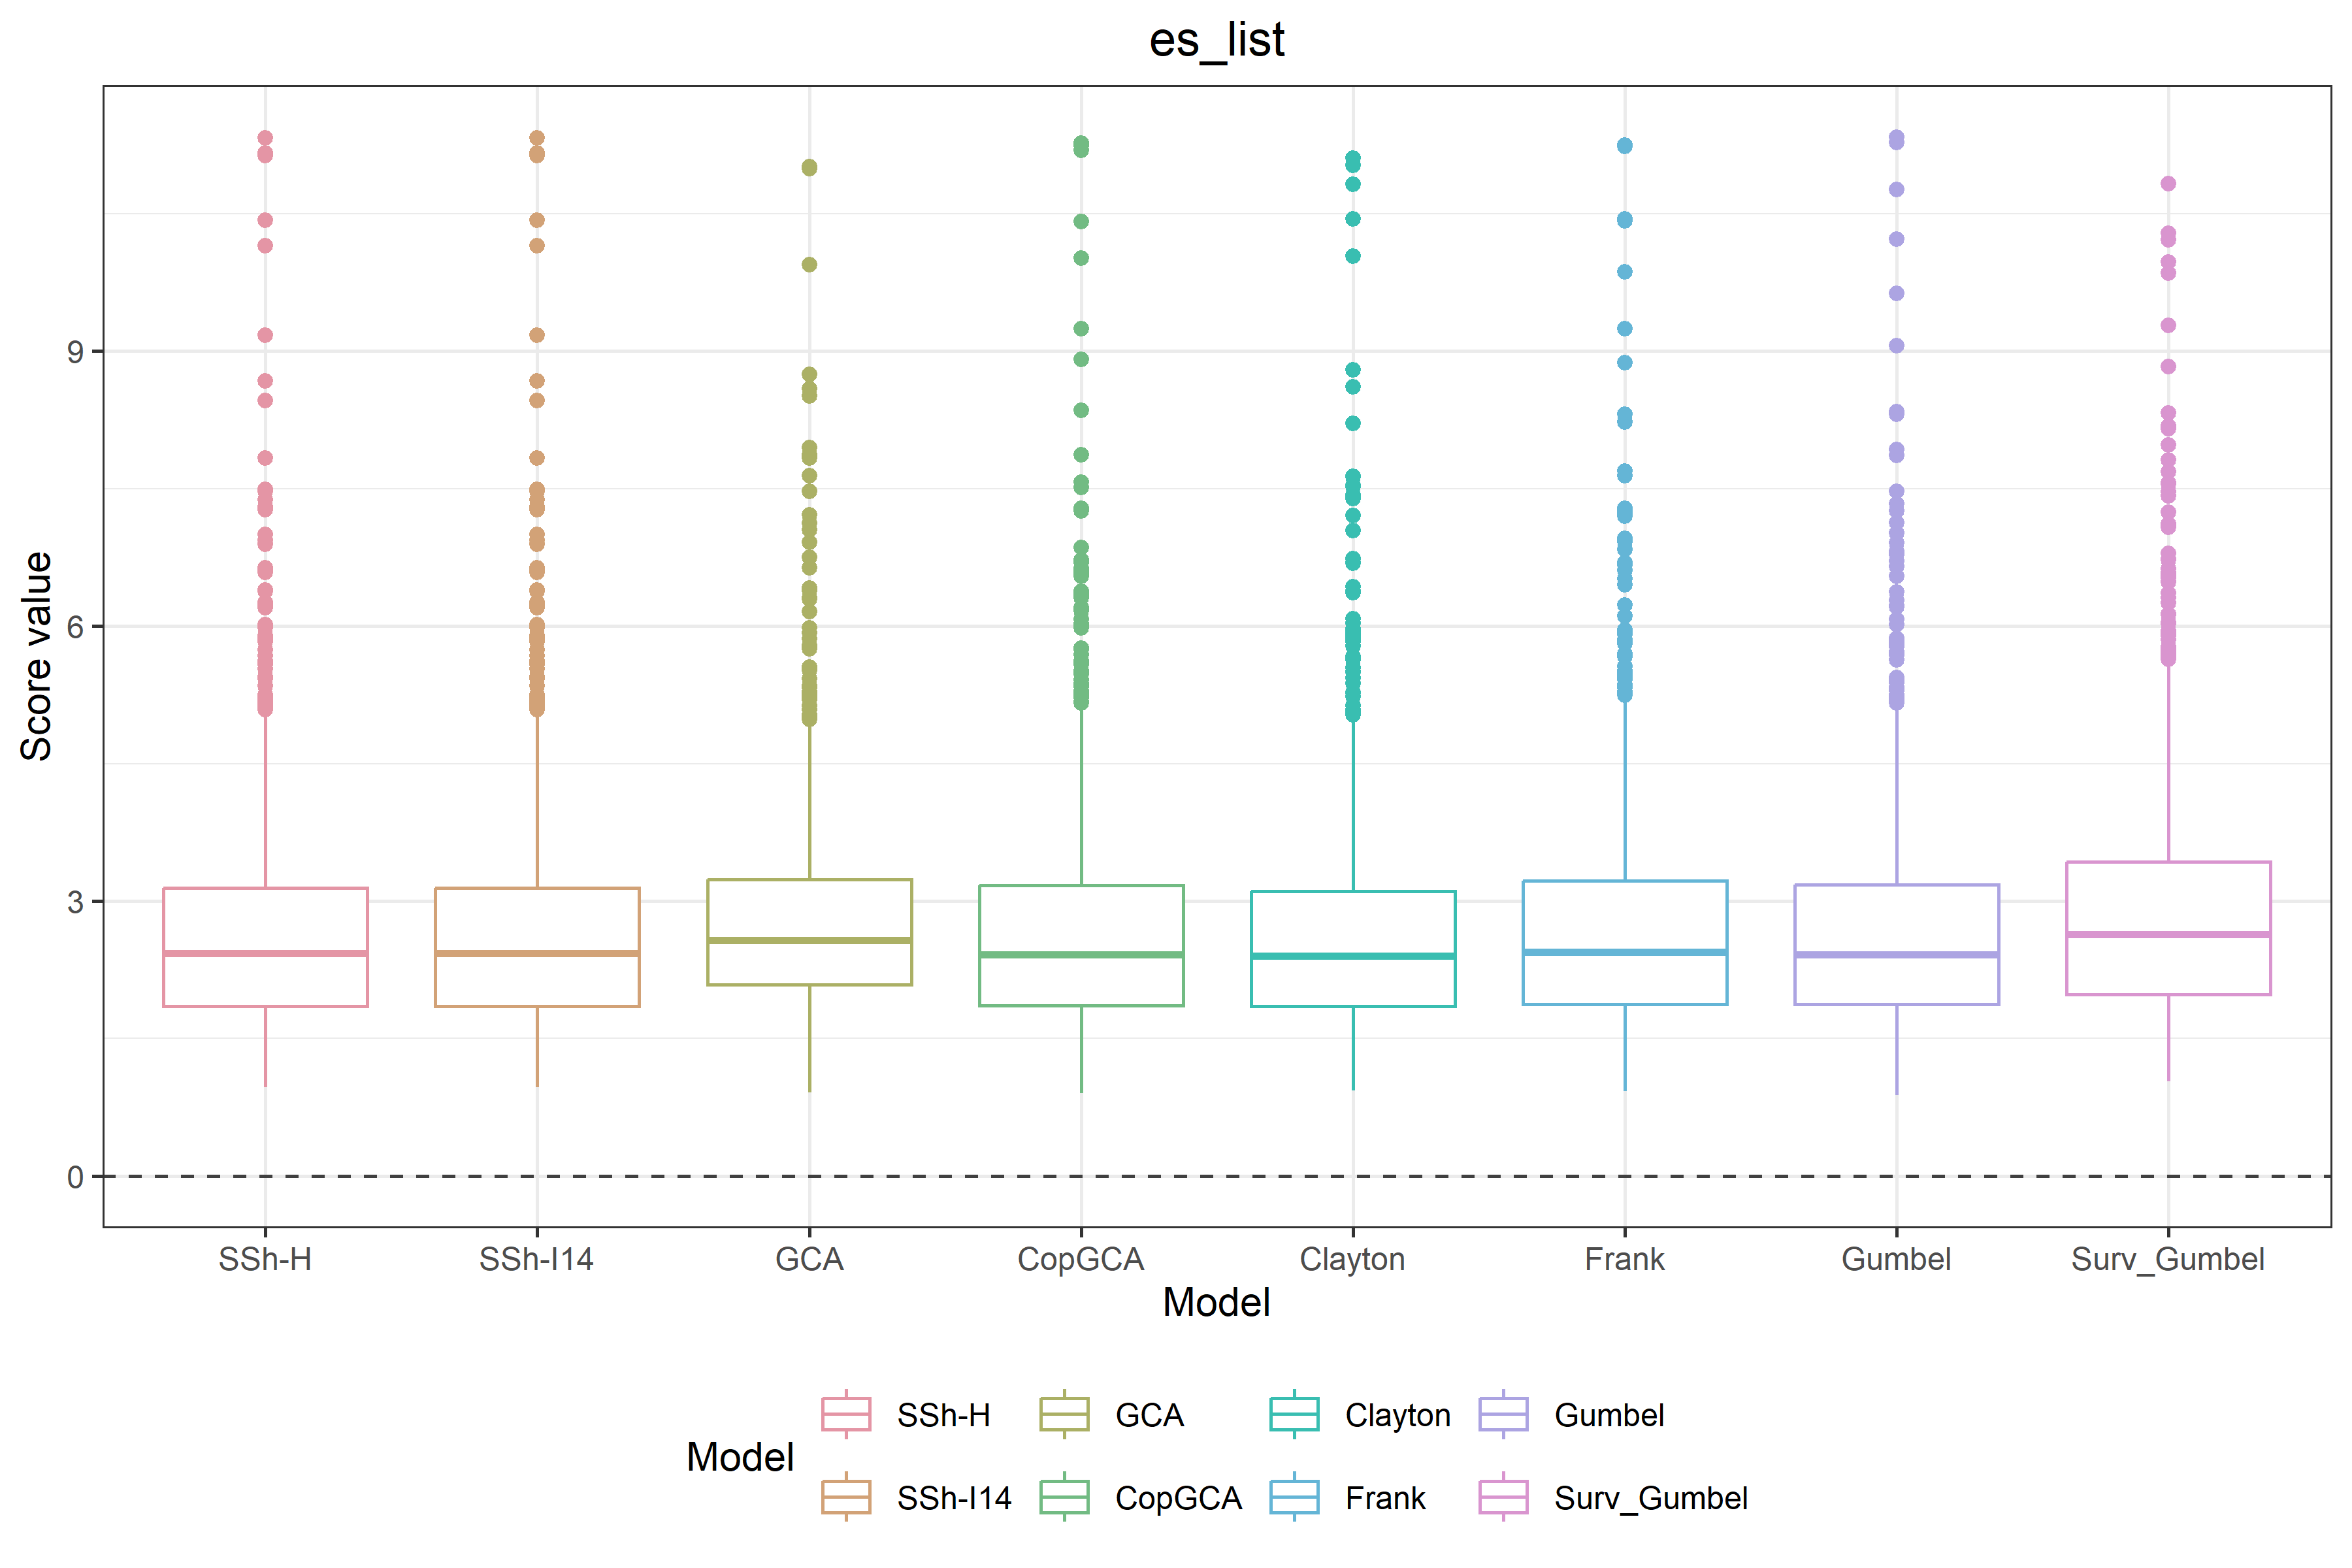 es_list
Score value
9
6
3
0
SSh-H SSh-I14 GCA CopGCA Clayton Frank Gumbel Surv_Gumbel
Model
Model
SSh-H GCA Clayton Gumbel
SSh-I14 CopGCA Frank Surv_Gumbel